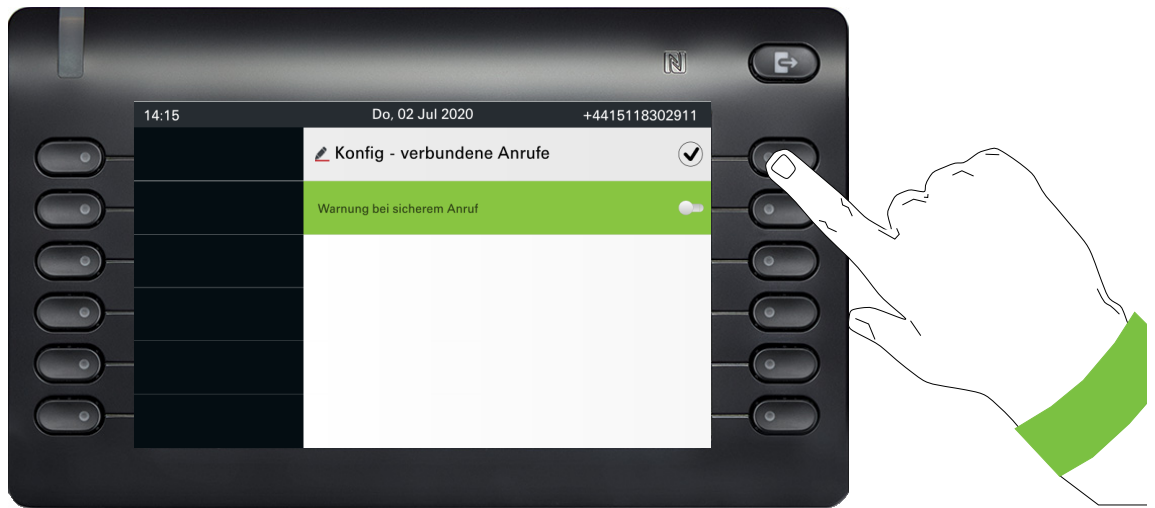 14:15 Do, 02 Jul 2020 +4415118302911
Konfig - verbundene Anrufe
Warnung bei sicherem Anruf